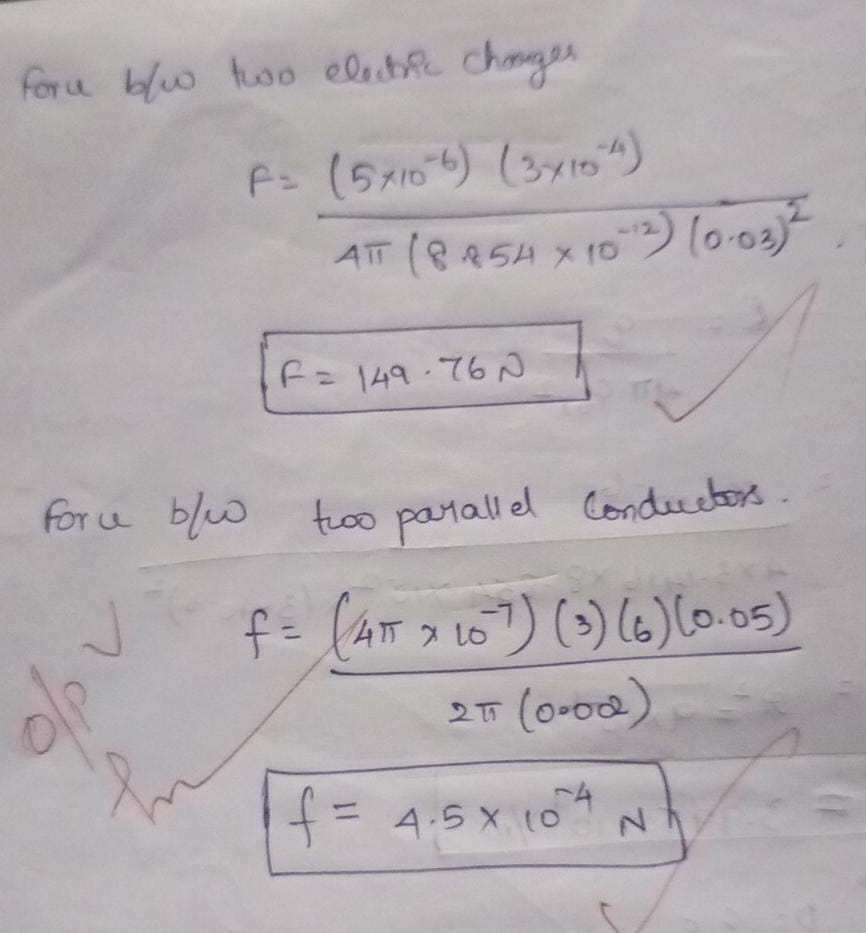 Force b/w two electric charges
F = (5×10⁻⁶) (3×10⁻⁴)
4π (8.854 × 10⁻¹²) (0.03)²
F = 149.76 N
Force b/w two parallel Conductors.
f = (4π × 10⁻⁷) (3) (6) (0.05)
2π (0.002)
o/p
f = 4.5 × 10⁻⁴ N